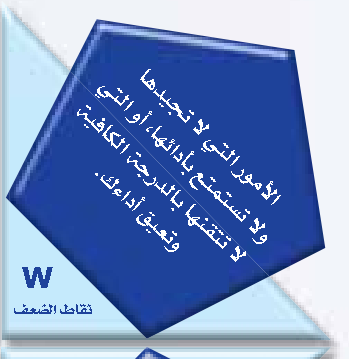 الأمور التي لا تجيدها
ولا تستمتع بأدائها، أو التي
لا تتقنها بالدرجة الكافية
وتعيق أداءك.
W
نقاط الضعف